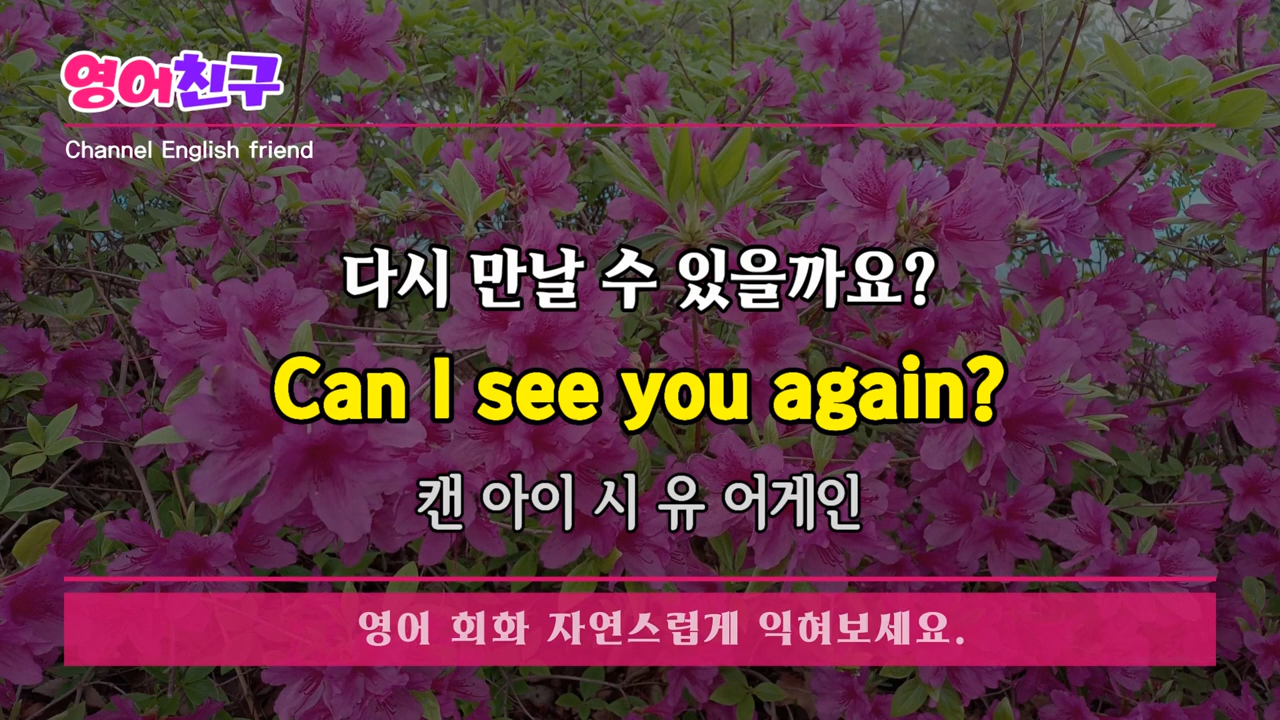 영어친구
Channel English friend
다시 만날 수 있을까요?
Can I see you again?
캔 아이 시 유 어게인
영어 회화 자연스럽게 익혀보세요.